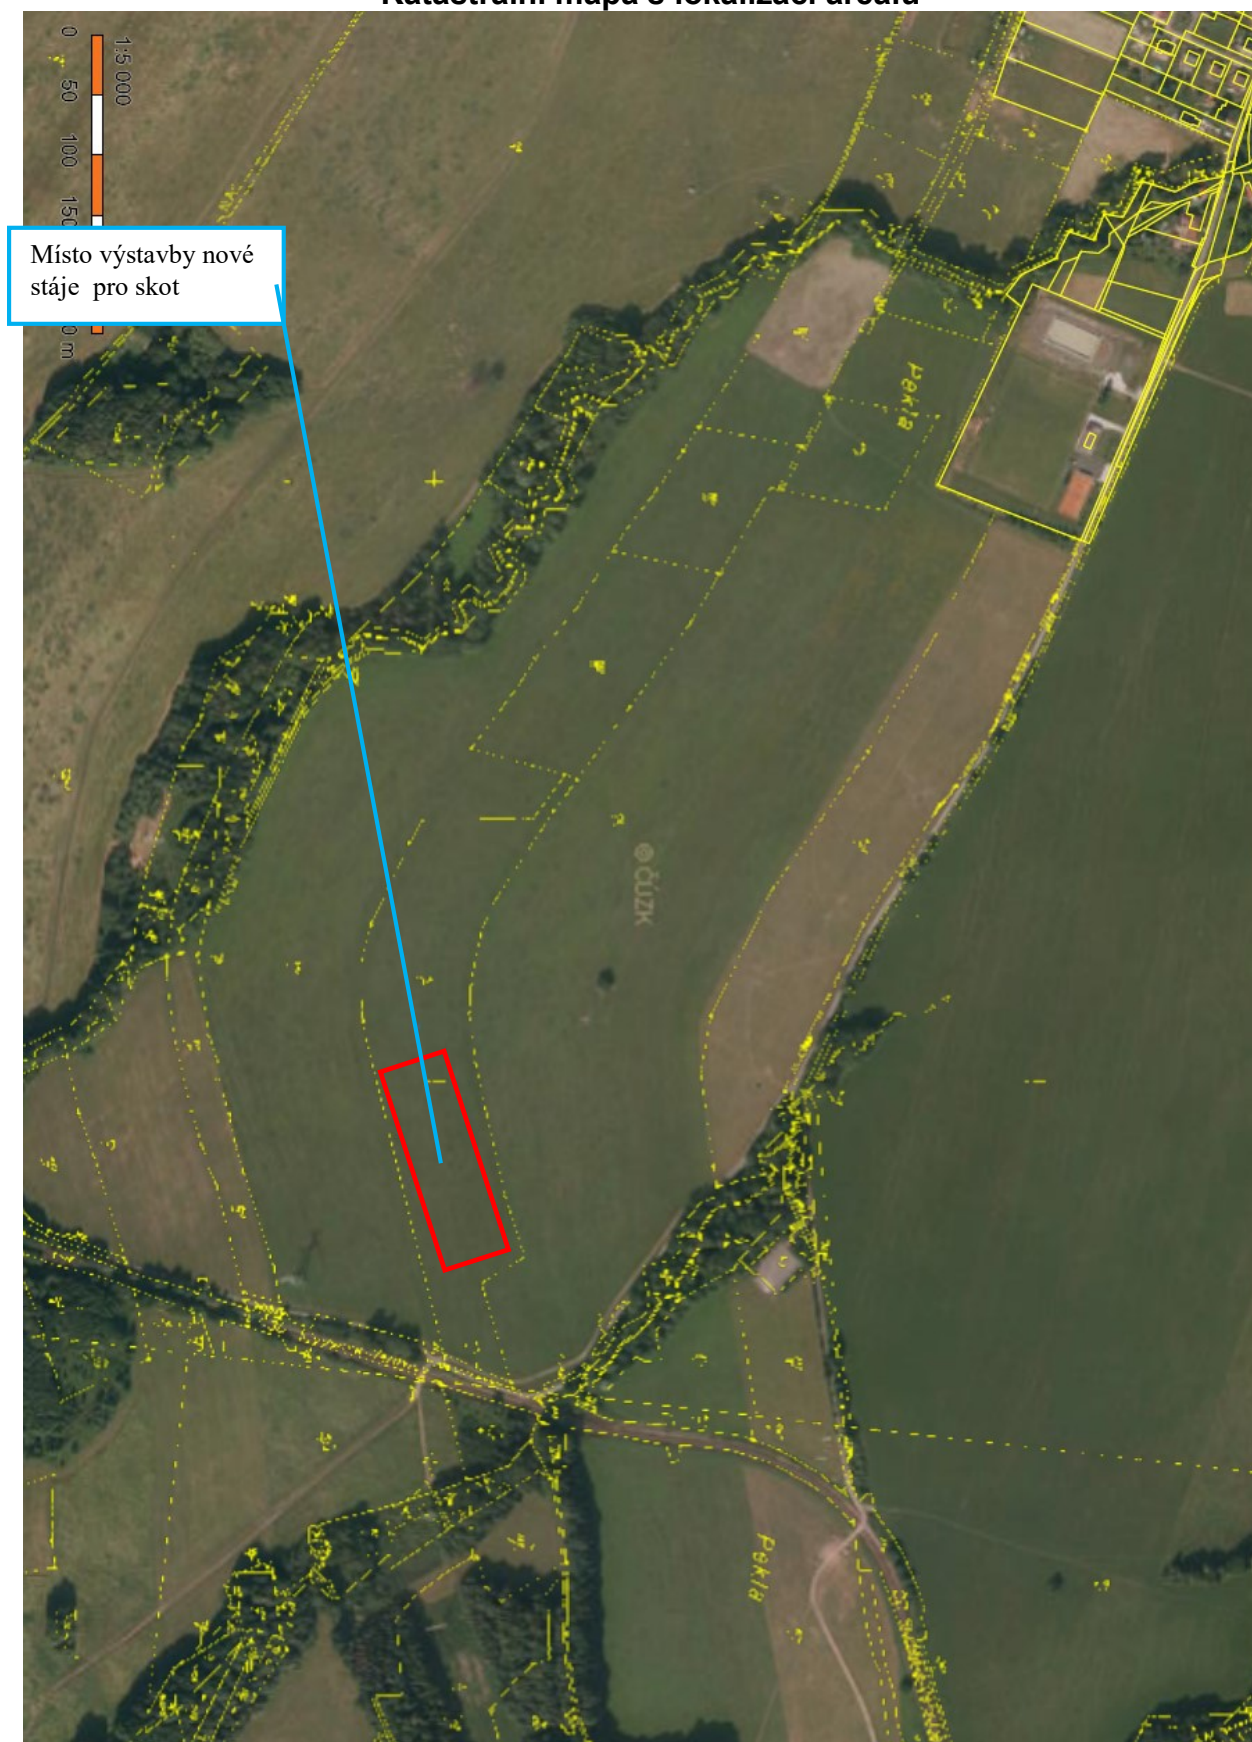 Katastrální mapa s lokalizací areálu
1:5 000
0 50 100 150
0 m
Místo výstavby nové
stáje pro skot
Pekla
© ČÚZK
Pekla